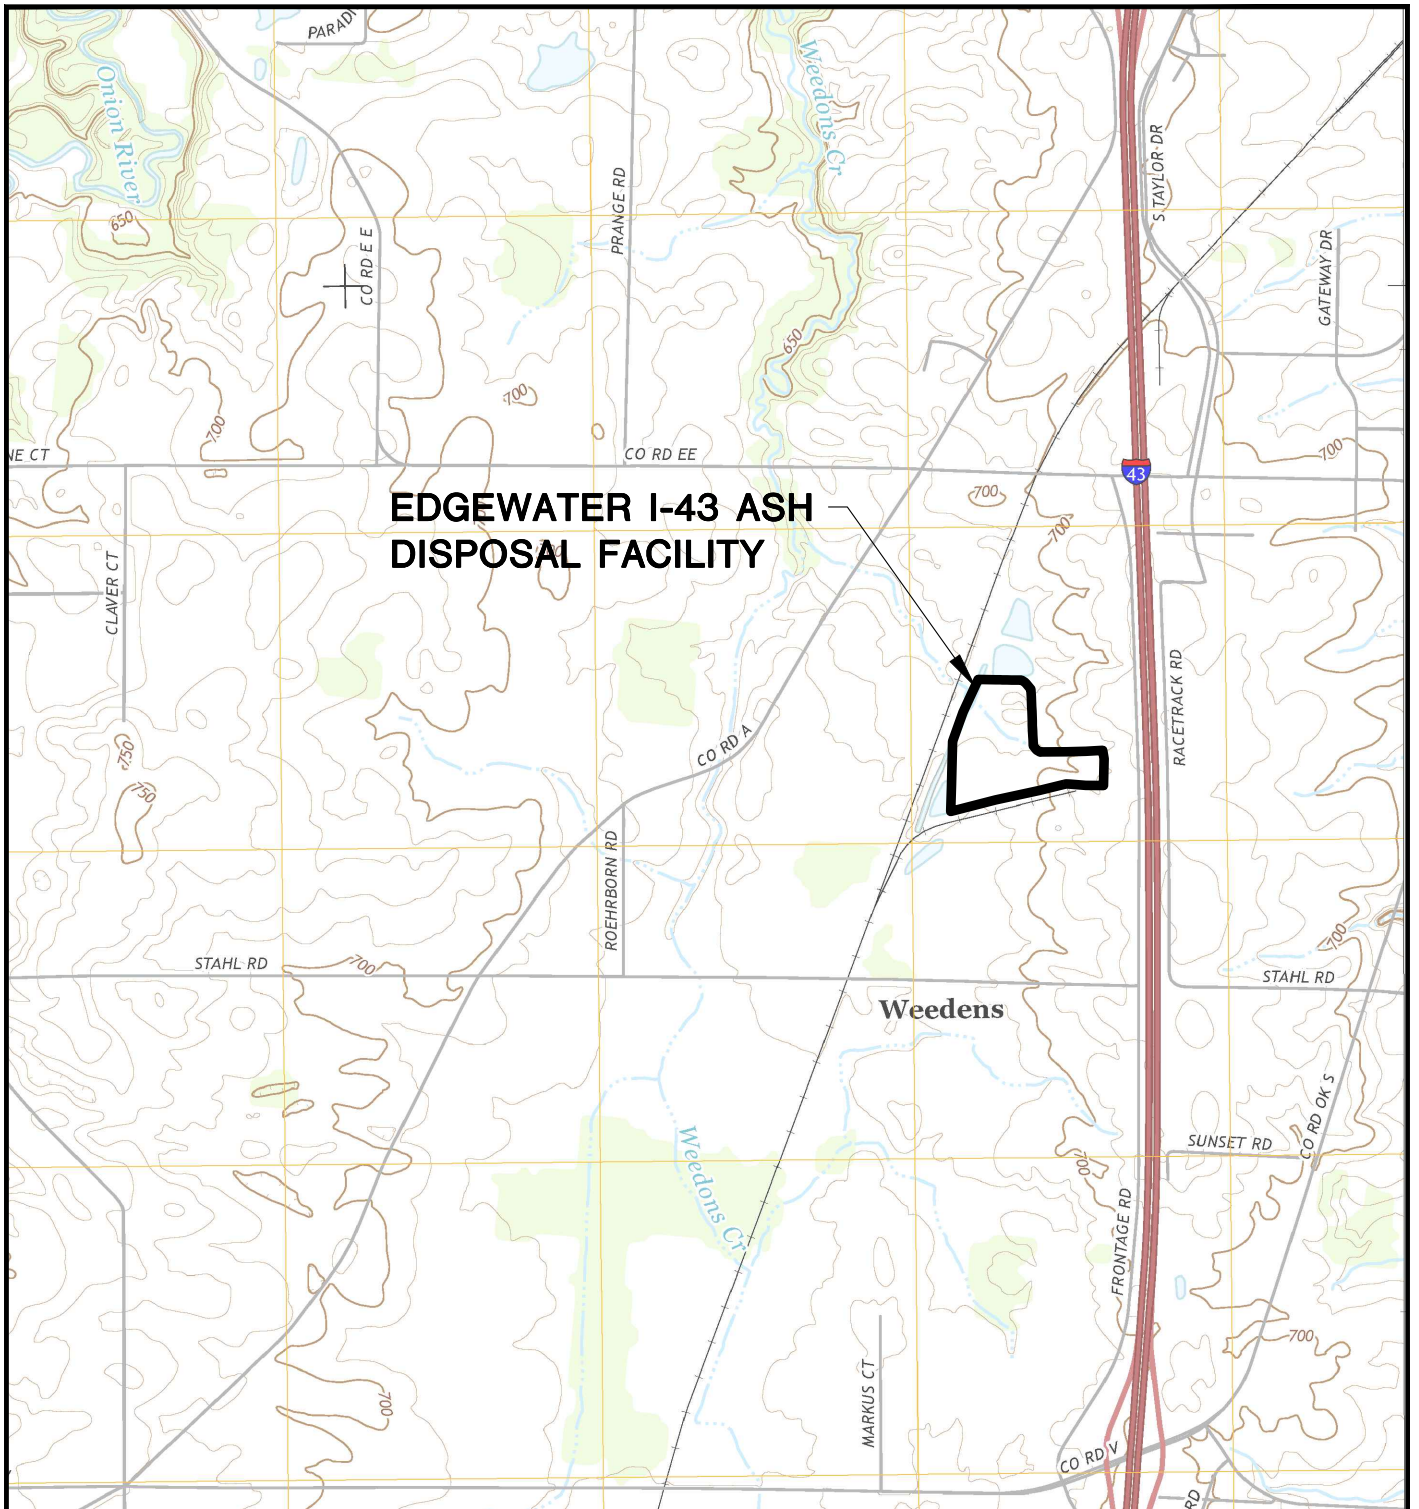 PARADI
Onion River
Weedons Cr
S TAYLOR DR
PRANGE RD
650
CO RD E E
GATEWAY DR
650
700
700
NE CT
CO RD EE
700
43
700
EDGEWATER I-43 ASH
DISPOSAL FACILITY
700
CLAVER CT
RACETRACK RD
CO RD A
750
750
ROEHRBORN RD
700
STAHL RD
700
STAHL RD
Weedens
CO RD OK S
Weedons Cr
SUNSET RD
700
FRONTAGE RD
700
MARKUS CT
700
CO RD V
RD